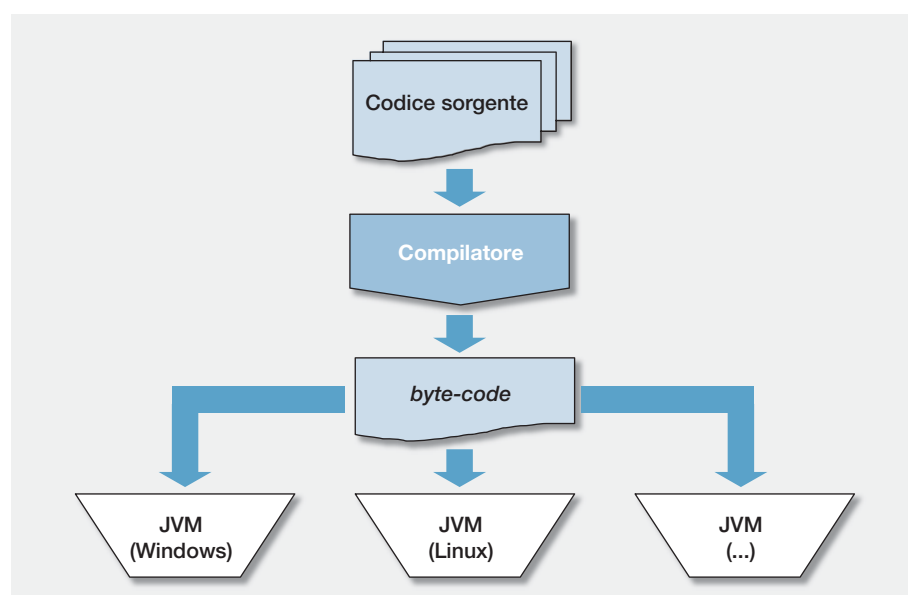 Codice sorgente
Compilatore
byte-code
JVM
(Windows)
JVM
(Linux)
JVM
(...)